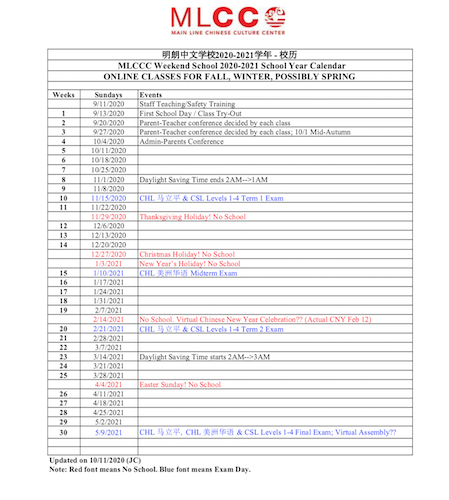 MLCCC
MAIN LINE CHINESE CULTURE CENTER
明朗中文学校2020-2021学年 - 校历
MLCCC Weekend School 2020-2021 School Year Calendar
ONLINE CLASSES FOR FALL, WINTER, POSSIBLY SPRING
Weeks Sundays Events
9/11/2020 Staff Teaching/Safety Training
1 9/13/2020 First School Day / Class Try-Out
2 9/20/2020 Parent-Teacher conference decided by each class
3 9/27/2020 Parent-Teacher conference decided by each class; 10/1 Mid-Autumn
4 10/4/2020 Admin-Parents Conference
5 10/11/2020
6 10/18/2020
7 10/25/2020
8 11/1/2020 Daylight Saving Time ends 2AM-->1AM
9 11/8/2020
10 11/15/2020 CHL 马立平 & CSL Levels 1-4 Term 1 Exam
11 11/22/2020
11/29/2020 Thanksgiving Holiday! No School
12 12/6/2020
13 12/13/2020
14 12/20/2020
12/27/2020 Christmas Holiday! No School
1/3/2021 New Year's Holiday! No School
15 1/10/2021 CHL 美洲华语 Midterm Exam
16 1/17/2021
17 1/24/2021
18 1/31/2021
19 2/7/2021
2/14/2021 No School. Virtual Chinese New Year Celebration?? (Actual CNY Feb 12)
20 2/21/2021 CHL 马立平 & CSL Levels 1-4 Term 2 Exam
21 2/28/2021
22 3/7/2021
23 3/14/2021 Daylight Saving Time starts 2AM-->3AM
24 3/21/2021
25 3/28/2021
4/4/2021 Easter Sunday! No School
26 4/11/2021
27 4/18/2021
28 4/25/2021
29 5/2/2021
30 5/9/2021 CHL 马立平, CHL 美洲华语 & CSL Levels 1-4 Final Exam; Virtual Assembly??
Updated on 10/11/2020 (JC)
Note: Red font means No School. Blue font means Exam Day.